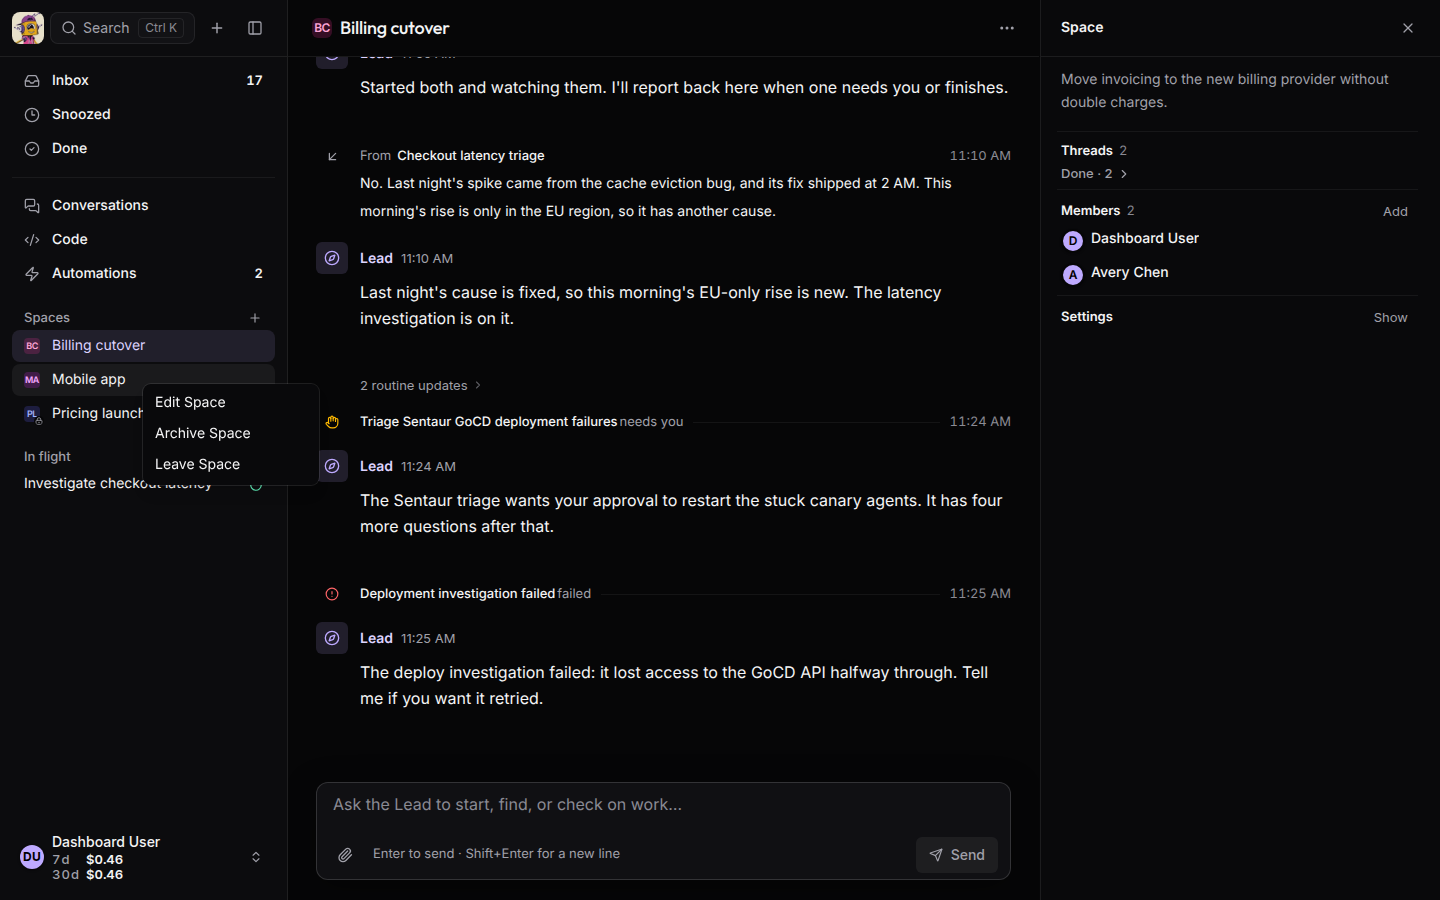 Search Ctrl K
Inbox 17
Snoozed
Done
Conversations
Code
Automations 2
Spaces
BC Billing cutover
MA Mobile app
PL Pricing launch
Edit Space
Archive Space
Leave Space
In flight
Investigate checkout latency
DU Dashboard User
7d $0.46
30d $0.46
BC Billing cutover
Started both and watching them. I'll report back here when one needs you or finishes.
From Checkout latency triage 11:10 AM
No. Last night's spike came from the cache eviction bug, and its fix shipped at 2 AM. This
morning's rise is only in the EU region, so it has another cause.
Lead 11:10 AM
Last night's cause is fixed, so this morning's EU-only rise is new. The latency
investigation is on it.
2 routine updates
Triage Sentaur GoCD deployment failures needs you 11:24 AM
Lead 11:24 AM
The Sentaur triage wants your approval to restart the stuck canary agents. It has four
more questions after that.
Deployment investigation failed failed 11:25 AM
Lead 11:25 AM
The deploy investigation failed: it lost access to the GoCD API halfway through. Tell
me if you want it retried.
Ask the Lead to start, find, or check on work...
Enter to send · Shift+Enter for a new line
Send
Space
Move invoicing to the new billing provider without
double charges.
Threads 2
Done · 2
Members 2 Add
D Dashboard User
A Avery Chen
Settings Show